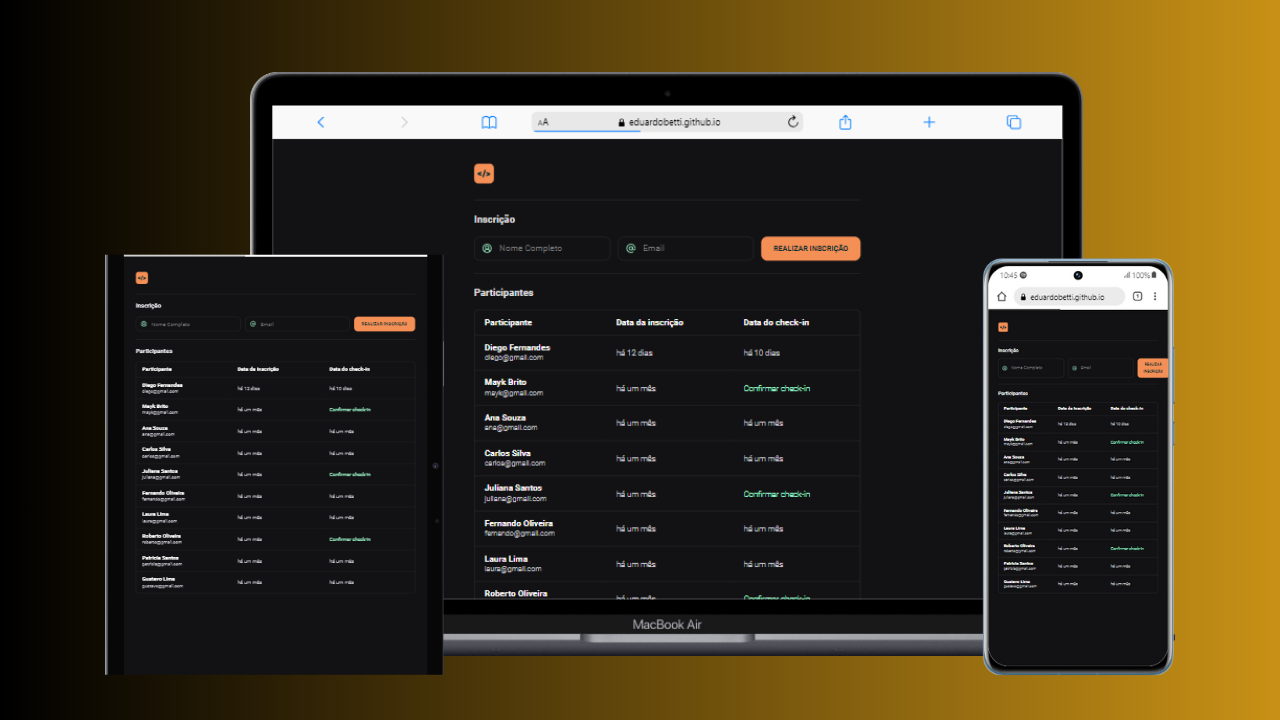 AA eduardobetti.github.io
</>
Inscrição
Nome Completo Email REALIZAR INSCRIÇÃO
Participantes
Participante Data da inscrição Data do check-in
Diego Fernandes
diego@gmail.com
há 12 dias há 10 dias
Mayk Brito
mayk@gmail.com
há um mês Confirmar check-in
Ana Souza
ana@gmail.com
há um mês há um mês
Carlos Silva
carlos@gmail.com
há um mês há um mês
Juliana Santos
juliana@gmail.com
há um mês Confirmar check-in
Fernando Oliveira
fernando@gmail.com
há um mês há um mês
Laura Lima
laura@gmail.com
há um mês há um mês
Roberto Oliveira
há um mês Confirmar check-in
MacBook Air
</>
Inscrição
Nome Completo Email REALIZAR INSCRIÇÃO
Participantes
Participante Data da inscrição Data do check-in
Diego Fernandes
diego@gmail.com
há 12 dias há 10 dias
Mayk Brito
mayk@gmail.com
há um mês Confirmar check-in
Ana Souza
ana@gmail.com
há um mês há um mês
Carlos Silva
carlos@gmail.com
há um mês há um mês
Juliana Santos
juliana@gmail.com
há um mês Confirmar check-in
Fernando Oliveira
fernando@gmail.com
há um mês há um mês
Laura Lima
laura@gmail.com
há um mês há um mês
Roberto Oliveira
roberto@gmail.com
há um mês Confirmar check-in
Patrícia Santos
patricia@gmail.com
há um mês há um mês
Gustavo Lima
gustavo@gmail.com
há um mês há um mês
10:45 100%
eduardobetti.github.io 1
</>
Inscrição
Nome Completo Email REALIZAR
INSCRIÇÃO
Participantes
Participante Data da inscrição Data do check-in
Diego Fernandes
diego@gmail.com
há 12 dias há 10 dias
Mayk Brito
mayk@gmail.com
há um mês Confirmar check-in
Ana Souza
ana@gmail.com
há um mês há um mês
Carlos Silva
carlos@gmail.com
há um mês há um mês
Juliana Santos
juliana@gmail.com
há um mês Confirmar check-in
Fernando Oliveira
fernando@gmail.com
há um mês há um mês
Laura Lima
laura@gmail.com
há um mês há um mês
Roberto Oliveira
roberto@gmail.com
há um mês Confirmar check-in
Patrícia Santos
patricia@gmail.com
há um mês há um mês
Gustavo Lima
gustavo@gmail.com
há um mês há um mês